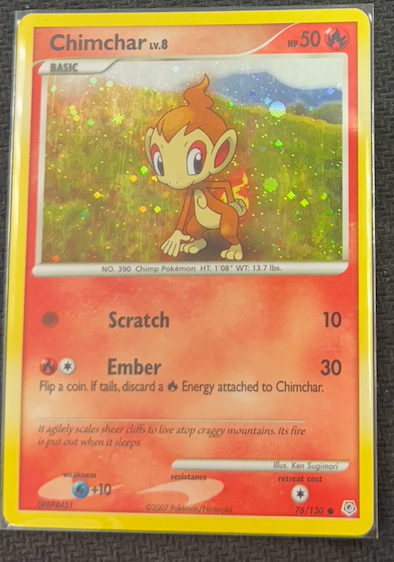 Chimchar LV.8
HP 50
BASIC
NO. 390 Chimp Pokémon HT: 1'08" WT: 13.7 lbs.
Scratch 10
Ember 30
Flip a coin. If tails, discard a Energy attached to Chimchar.
It agilely scales sheer cliffs to live atop craggy mountains. Its fire
is put out when it sleeps.
Illus. Ken Sugimori
weakness resistance retreat cost
+10
©2007 Pokémon/Nintendo
76/130